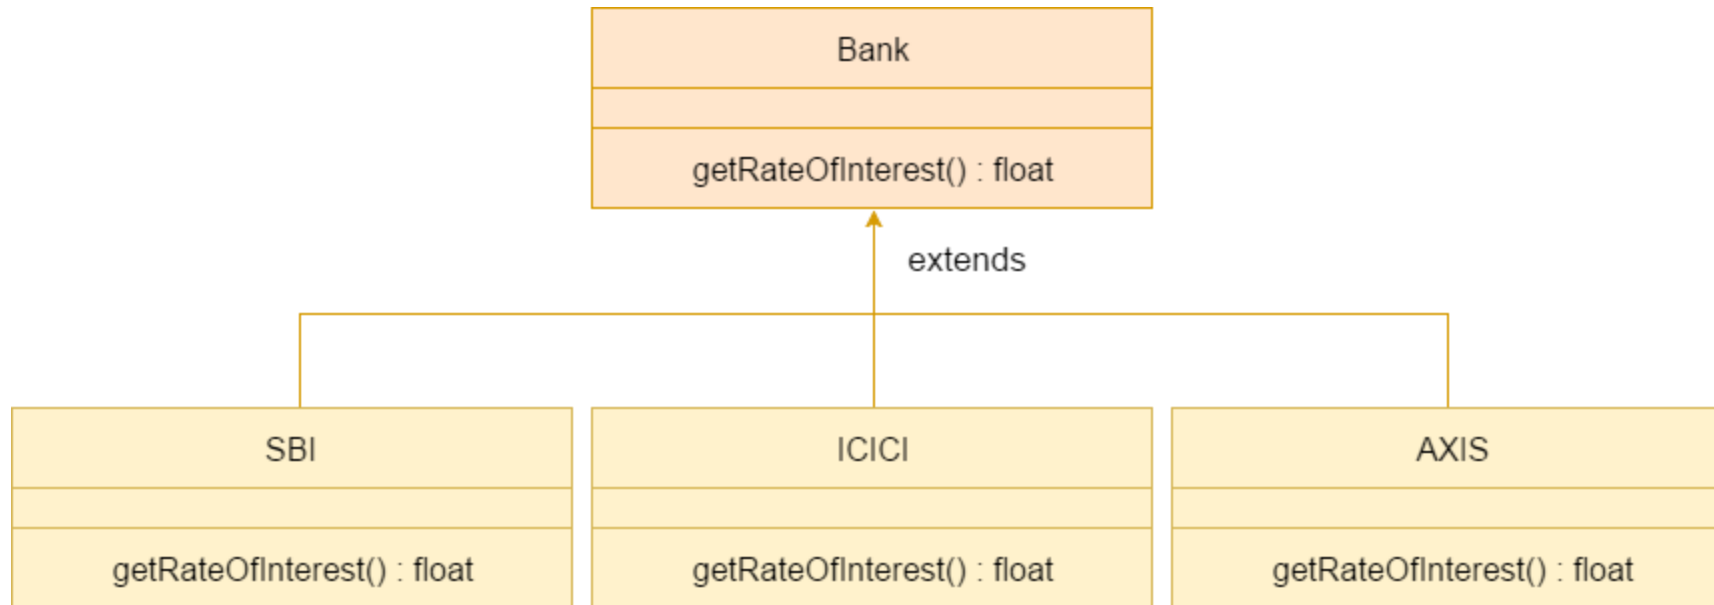 Bank
getRateOfInterest() : float
extends
SBI
ICICI
AXIS
getRateOfInterest() : float
getRateOfInterest() : float
getRateOfInterest() : float